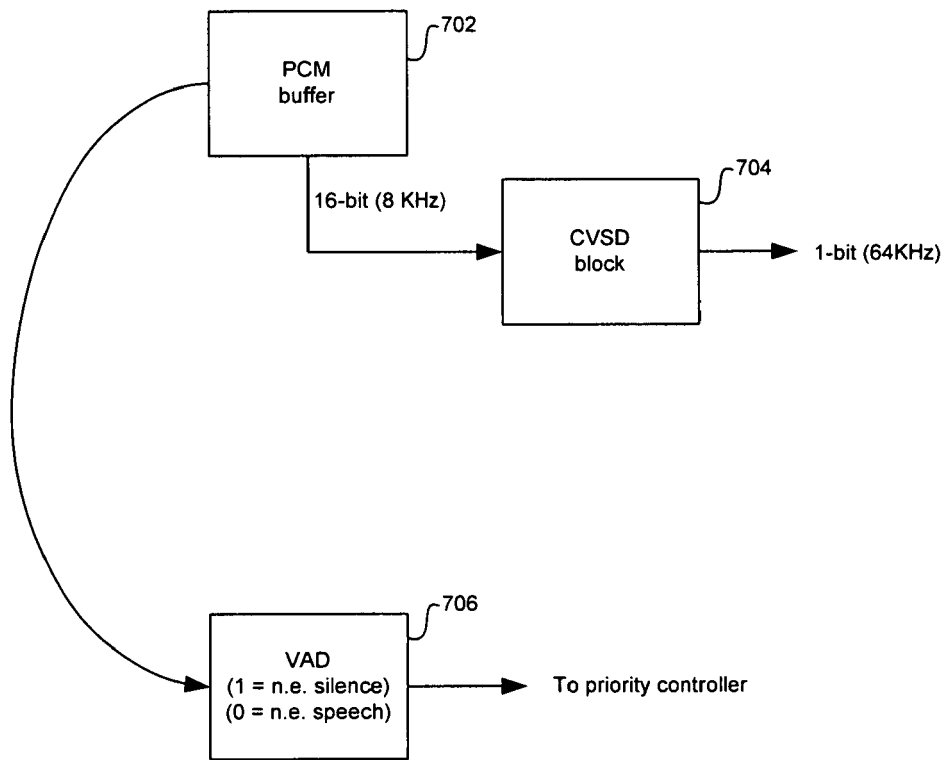 702
PCM
buffer
704
16-bit (8 KHz)
CVSD
block
1-bit (64KHz)
706
VAD
(1 = n.e. silence)
(0 = n.e. speech)
To priority controller